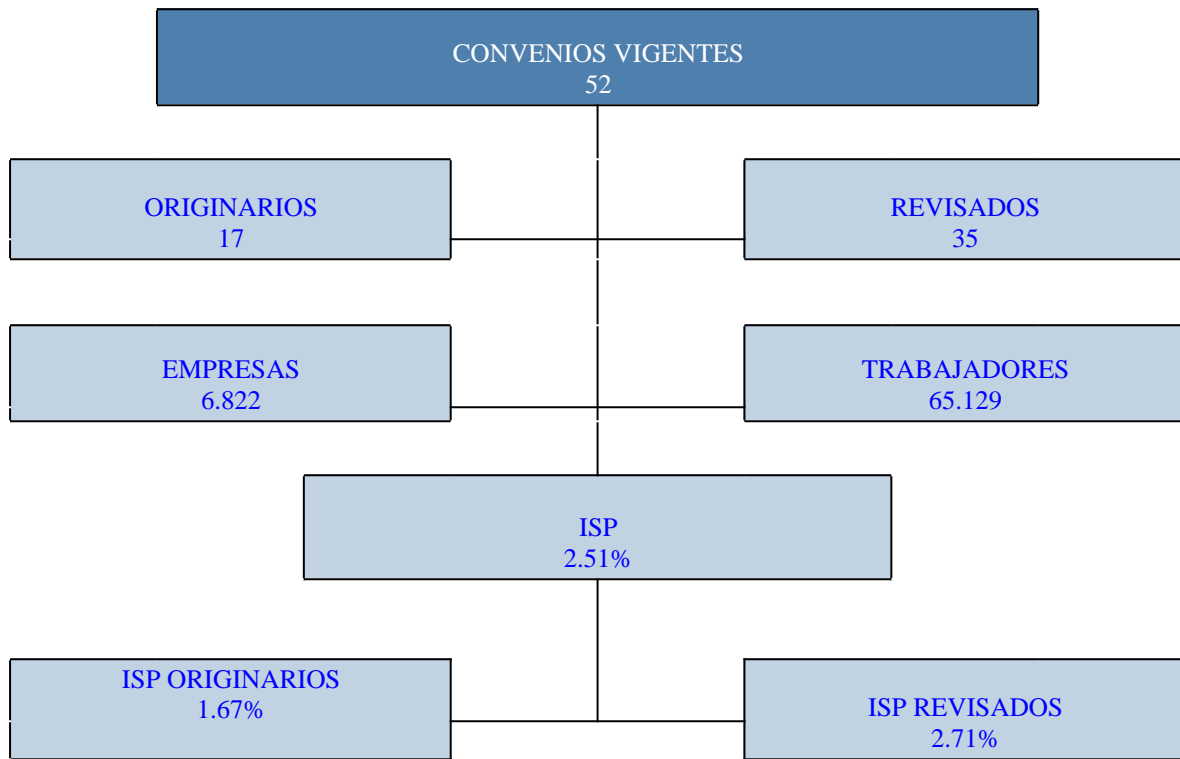 CONVENIOS VIGENTES
52
ORIGINARIOS
17
REVISADOS
35
EMPRESAS
6.822
TRABAJADORES
65.129
ISP
2.51%
ISP ORIGINARIOS
1.67%
ISP REVISADOS
2.71%